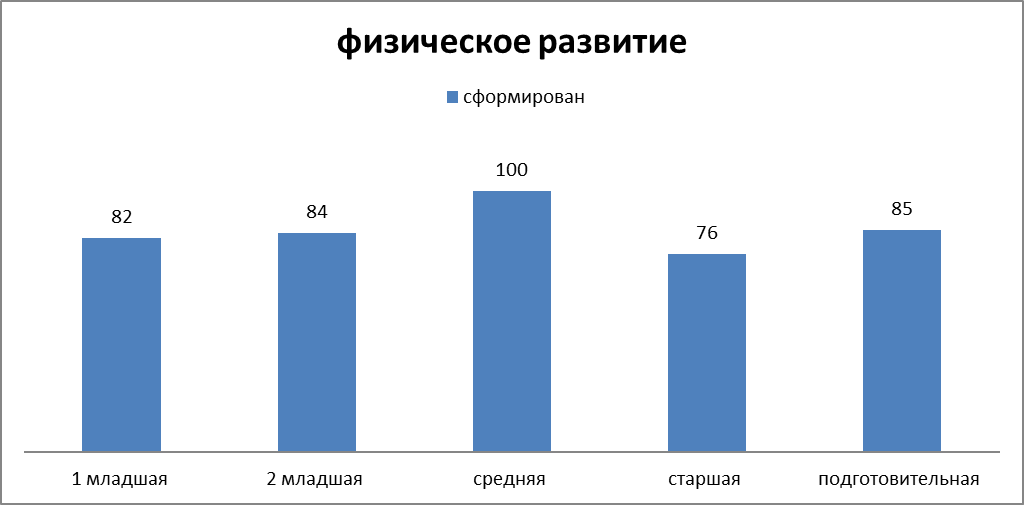 физическое развитие
сформирован
82
84
100
76
85
1 младшая
2 младшая
средняя
старшая
подготовительная